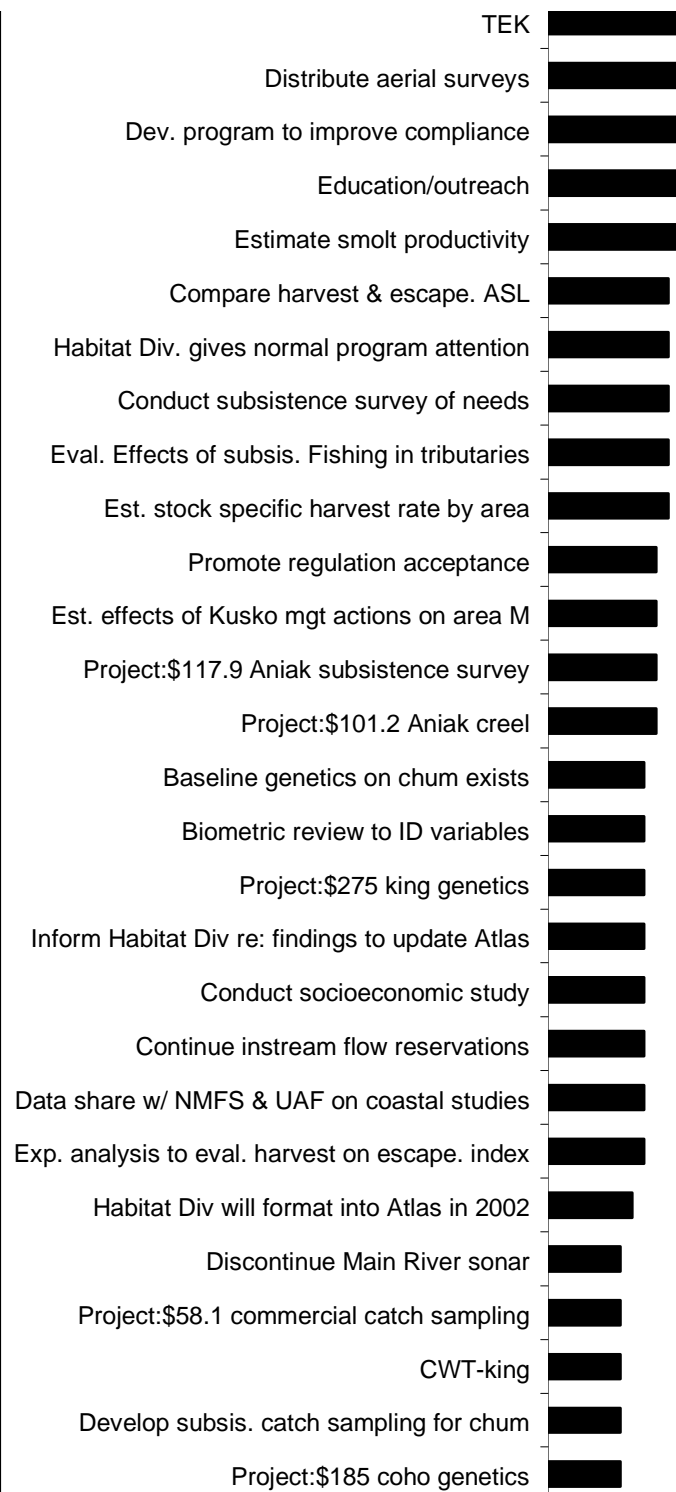 TEK
Distribute aerial surveys
Dev. program to improve compliance
Education/outreach
Estimate smolt productivity
Compare harvest & escape. ASL
Habitat Div. gives normal program attention
Conduct subsistence survey of needs
Eval. Effects of subsis. Fishing in tributaries
Est. stock specific harvest rate by area
Promote regulation acceptance
Est. effects of Kusko mgt actions on area M
Project:$117.9 Aniak subsistence survey
Project:$101.2 Aniak creel
Baseline genetics on chum exists
Biometric review to ID variables
Project:$275 king genetics
Inform Habitat Div re: findings to update Atlas
Conduct socioeconomic study
Continue instream flow reservations
Data share w/ NMFS & UAF on coastal studies
Exp. analysis to eval. harvest on escape. index
Habitat Div will format into Atlas in 2002
Discontinue Main River sonar
Project:$58.1 commercial catch sampling
CWT-king
Develop subsis. catch sampling for chum
Project:$185 coho genetics